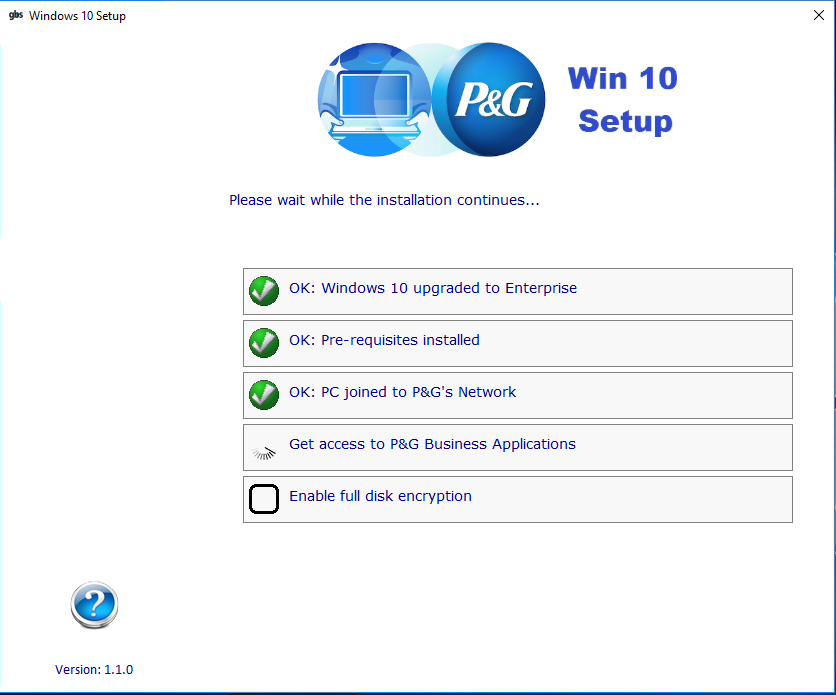 gbs Windows 10 Setup
P&G
Win 10
Setup
Please wait while the installation continues...
OK: Windows 10 upgraded to Enterprise
OK: Pre-requisites installed
OK: PC joined to P&G's Network
Get access to P&G Business Applications
Enable full disk encryption
?
Version: 1.1.0